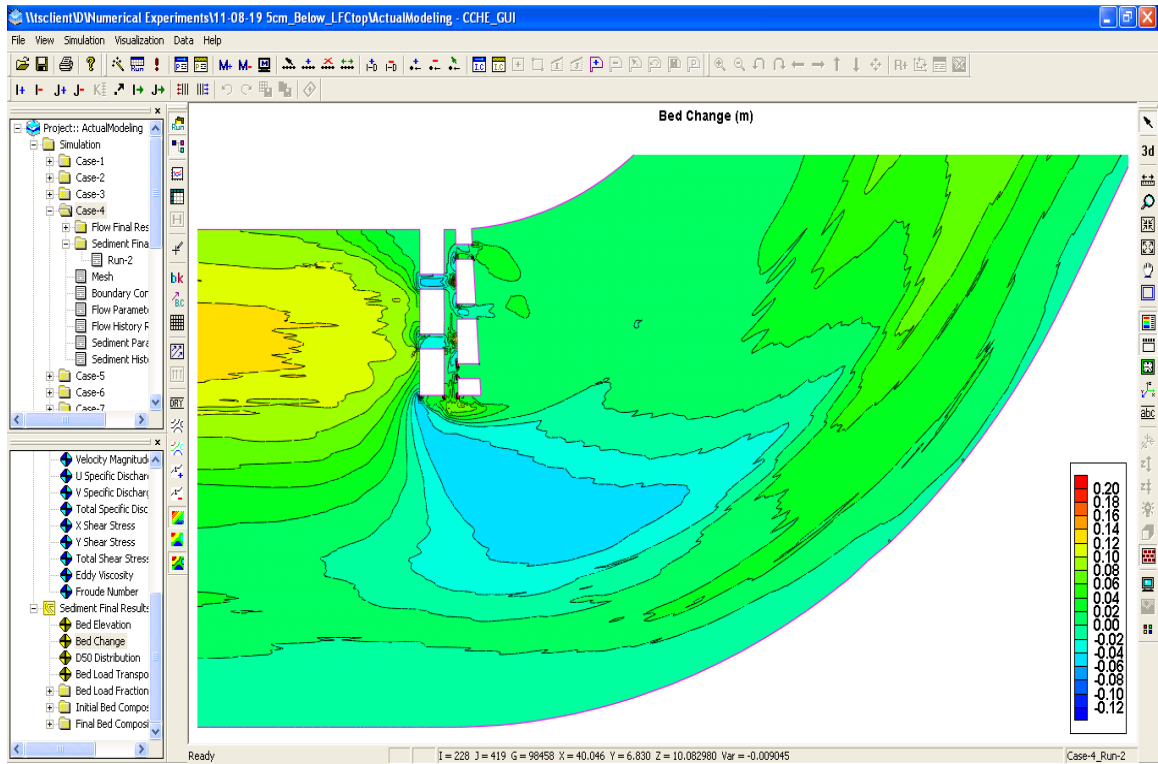 \\tsclient\D\Numerical Experiments\11-08-19 5cm_Below_LFCtop\ActualModeling - CCHE_GUI
File View Simulation Visualization Data Help
Run M+ M- I.C I.C R+
I+ I- J+ J- I+ J+
Project:: ActualModeling
Simulation
Case-1
Case-2
Case-3
Case-4
Flow Final Res
Sediment Fina
Run-2
Mesh
Boundary Cor
Flow Paramet
Flow History R
Sediment Para
Sediment Hist
Case-5
Case-6
Case-7
Velocity Magnitud
U Specific Dischar
V Specific Discharg
Total Specific Disc
X Shear Stress
Y Shear Stress
Total Shear Stress
Eddy Viscosity
Froude Number
Sediment Final Results
Bed Elevation
Bed Change
D50 Distribution
Bed Load Transpo
Bed Load Fraction
Initial Bed Compos
Final Bed Composi
Run
H
bk
B.C
DRY
Bed Change (m)
3d
abc
0.20
0.18
0.16
0.14
0.12
0.10
0.08
0.06
0.04
0.02
0.00
-0.02
-0.04
-0.06
-0.08
-0.10
-0.12
Ready
I = 228 J = 419 G = 98458 X = 40.046 Y = 6.830 Z = 10.082980 Var = -0.009045
Case-4_Run-2